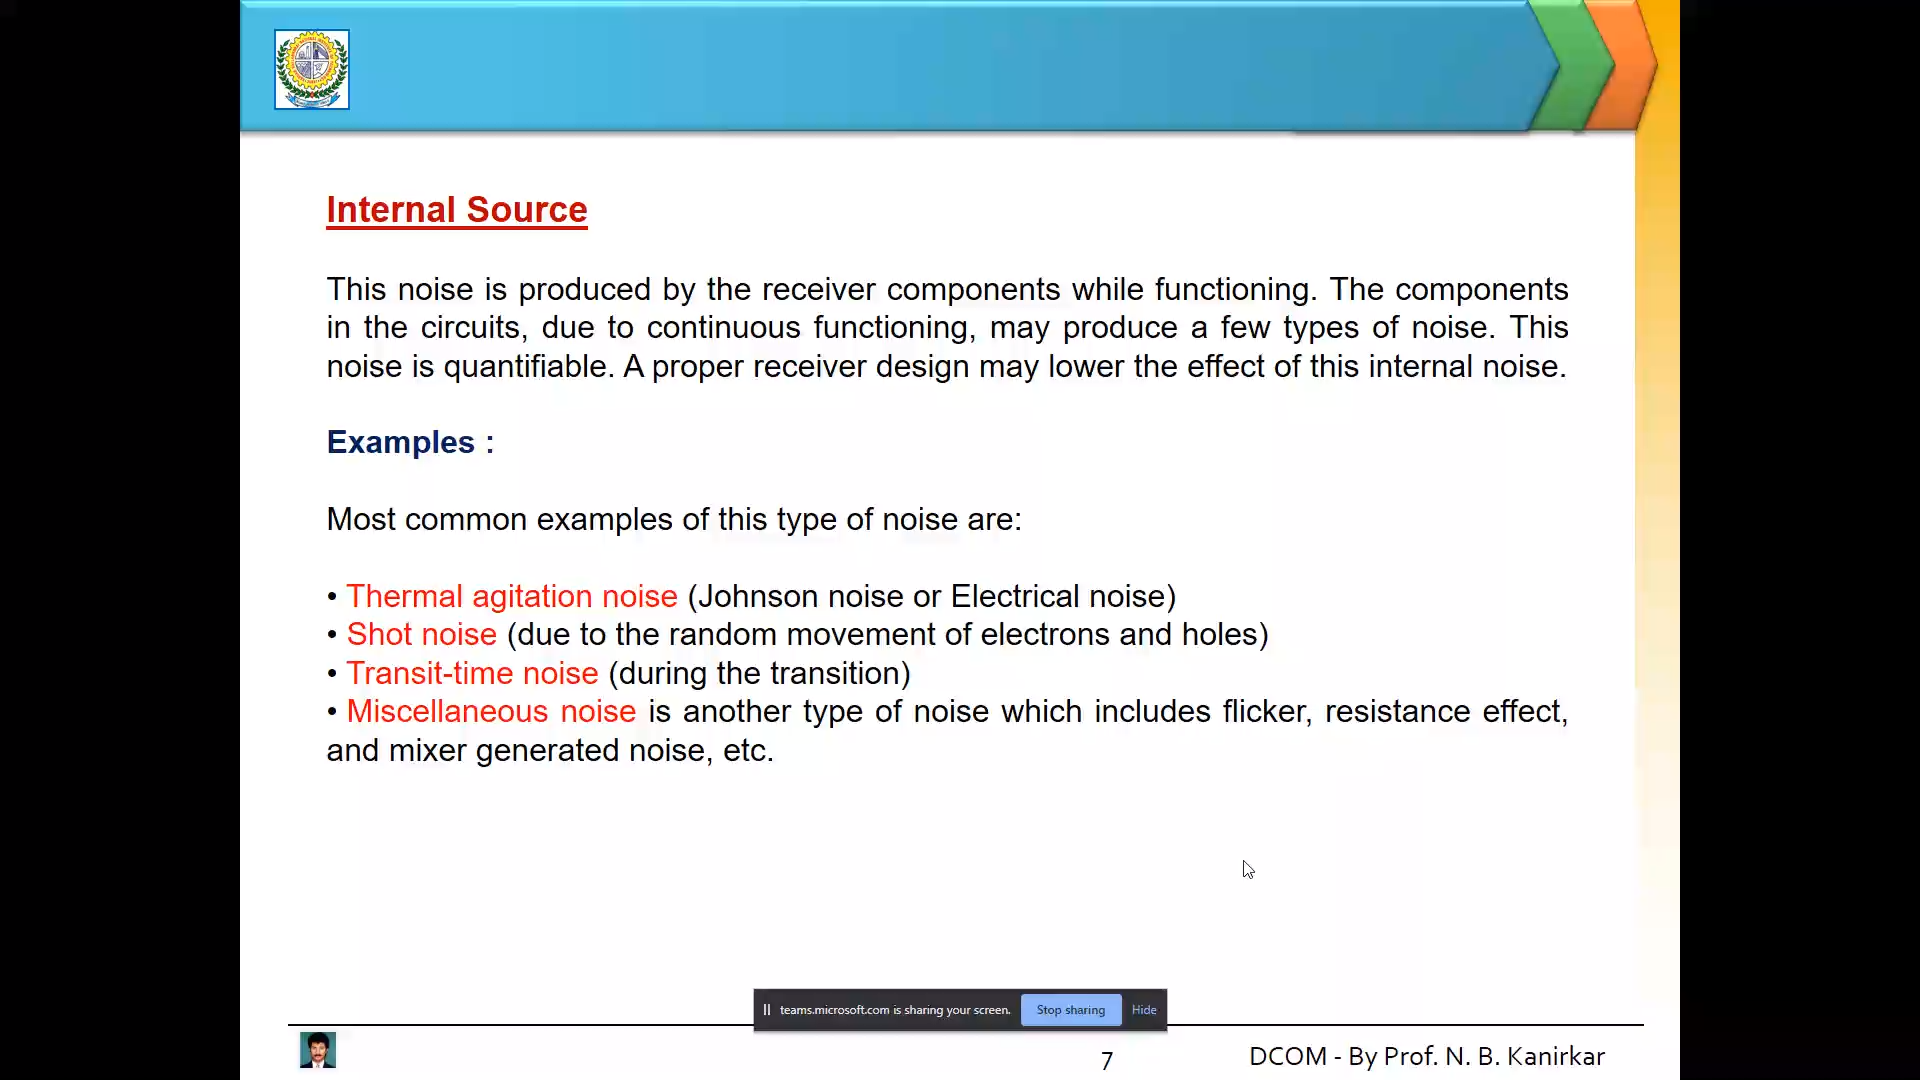 Internal Source
This noise is produced by the receiver components while functioning. The components
in the circuits, due to continuous functioning, may produce a few types of noise. This
noise is quantifiable. A proper receiver design may lower the effect of this internal noise.
Examples :
Most common examples of this type of noise are:
• Thermal agitation noise (Johnson noise or Electrical noise)
• Shot noise (due to the random movement of electrons and holes)
• Transit-time noise (during the transition)
• Miscellaneous noise is another type of noise which includes flicker, resistance effect,
and mixer generated noise, etc.
teams.microsoft.com is sharing your screen. Stop sharing Hide
7 DCOM - By Prof. N. B. Kanirkar